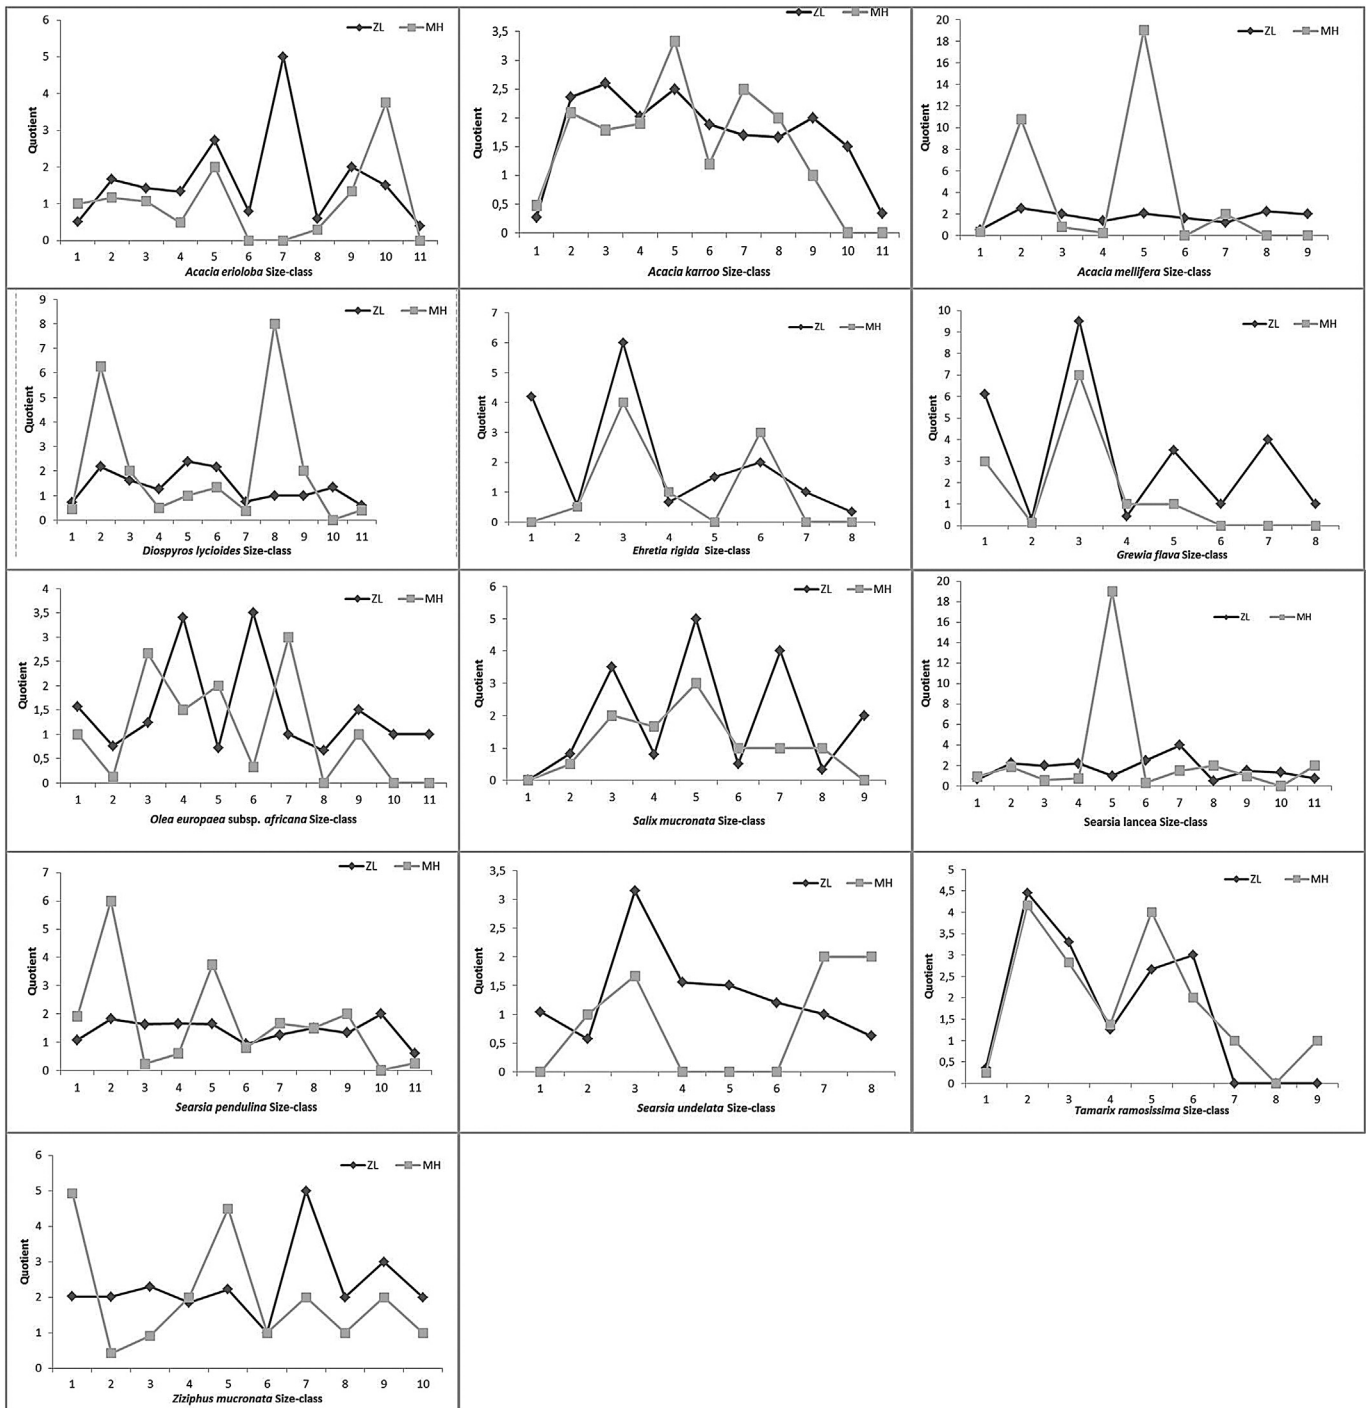 6
ZL MH
5
4
3
2
1
0
Quotient
1 2 3 4 5 6 7 8 9 10 11
Acacia erioloba Size-class
ZL MH
3,5
3
2,5
2
1,5
1
0,5
0
Quotient
1 2 3 4 5 6 7 8 9 10 11
Acacia karroo Size-class
20
ZL MH
18
16
14
12
10
8
6
4
2
0
Quotient
1 2 3 4 5 6 7 8 9
Acacia mellifera Size-class
9
ZL MH
8
7
6
5
4
3
2
1
0
Quotient
1 2 3 4 5 6 7 8 9 10 11
Diospyros lycioides Size-class
7
ZL MH
6
5
4
3
2
1
0
Quotient
1 2 3 4 5 6 7 8
Ehretia rigida Size-class
10
ZL MH
9
8
7
6
5
4
3
2
1
0
Quotient
1 2 3 4 5 6 7 8
Grewia flava Size-class
4
ZL MH
3,5
3
2,5
2
1,5
1
0,5
0
Quotient
1 2 3 4 5 6 7 8 9 10 11
Olea europaea subsp. africana Size-class
6
ZL MH
5
4
3
2
1
0
Quotient
1 2 3 4 5 6 7 8 9
Salix mucronata Size-class
20
18
ZL MH
16
14
12
10
8
6
4
2
0
Quotient
1 2 3 4 5 6 7 8 9 10 11
Searsia lancea Size-class
ZL MH
7
6
5
4
3
2
1
0
Quotient
1 2 3 4 5 6 7 8 9 10 11
Searsia pendulina Size-class
3,5
ZL MH
3
2,5
2
1,5
1
0,5
0
Quotient
1 2 3 4 5 6 7 8
Searsia undelata Size-class
5
ZL MH
4,5
4
3,5
3
2,5
2
1,5
1
0,5
0
Quotient
1 2 3 4 5 6 7 8 9
Tamarix ramosissima Size-class
6
ZL MH
5
4
3
2
1
0
Quotient
1 2 3 4 5 6 7 8 9 10
Ziziphus mucronata Size-class